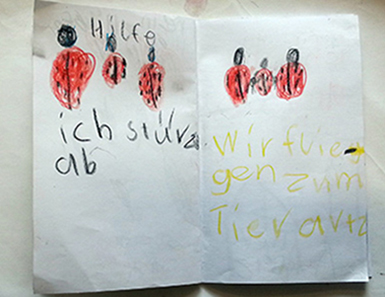 Hilfe
ich stürz
ab
Wir flie
gen zum
Tierartz